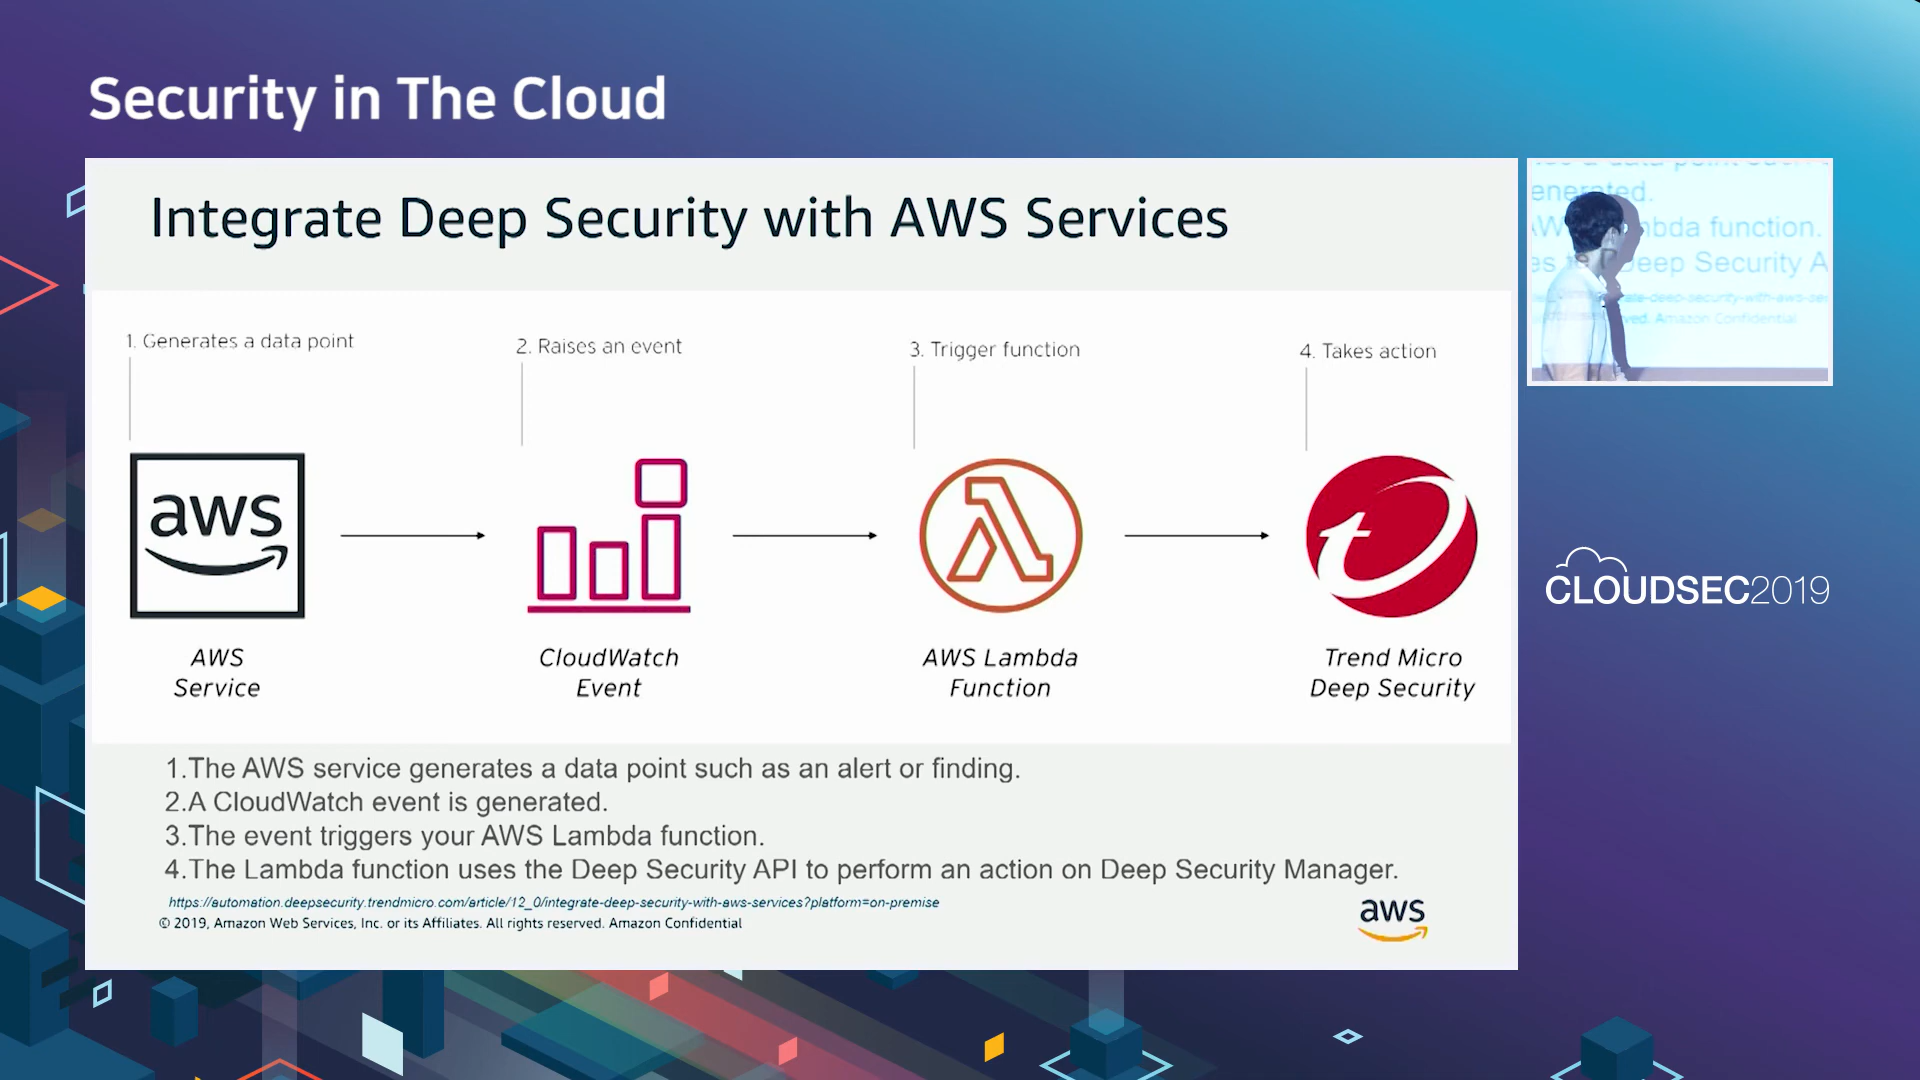 Security in The Cloud
Integrate Deep Security with AWS Services
1. Generates a data point
2. Raises an event
3. Trigger function
4. Takes action
aws
AWS
Service
CloudWatch
Event
AWS Lambda
Function
Trend Micro
Deep Security
1.The AWS service generates a data point such as an alert or finding.
2.A CloudWatch event is generated.
3.The event triggers your AWS Lambda function.
4.The Lambda function uses the Deep Security API to perform an action on Deep Security Manager.
https://automation.deepsecurity.trendmicro.com/article/12_0/integrate-deep-security-with-aws-services?platform=on-premise
© 2019, Amazon Web Services, Inc. or its Affiliates. All rights reserved. Amazon Confidential
aws
function.
Deep Security A
Amazon Confidential
CLOUDSEC2019